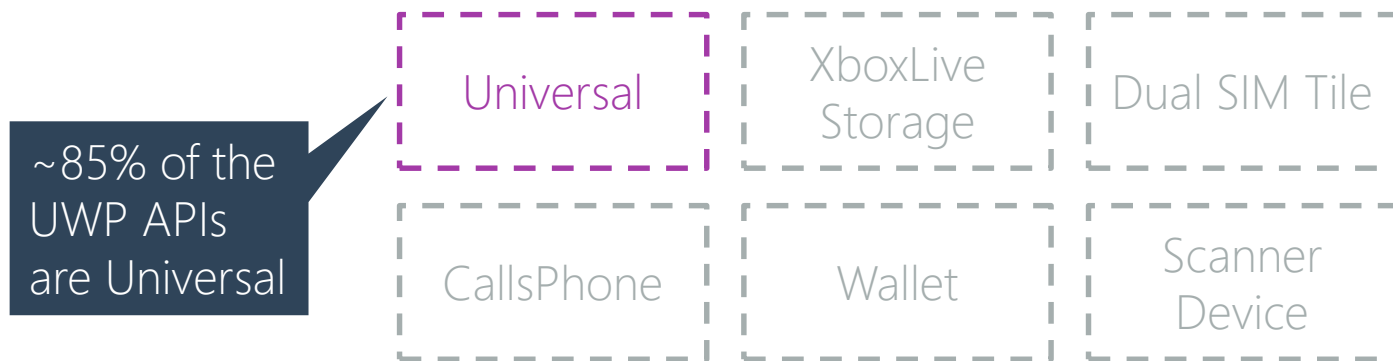 ~85% of the
UWP APIs
are Universal
Universal
XboxLive
Storage
Dual SIM Tile
CallsPhone
Wallet
Scanner
Device